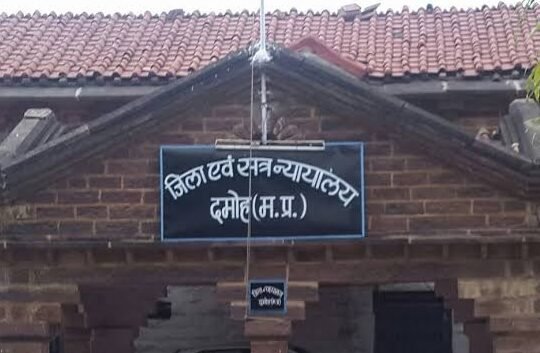 जिला एवं सत्र न्यायालय
दमोह (म.प्र.)